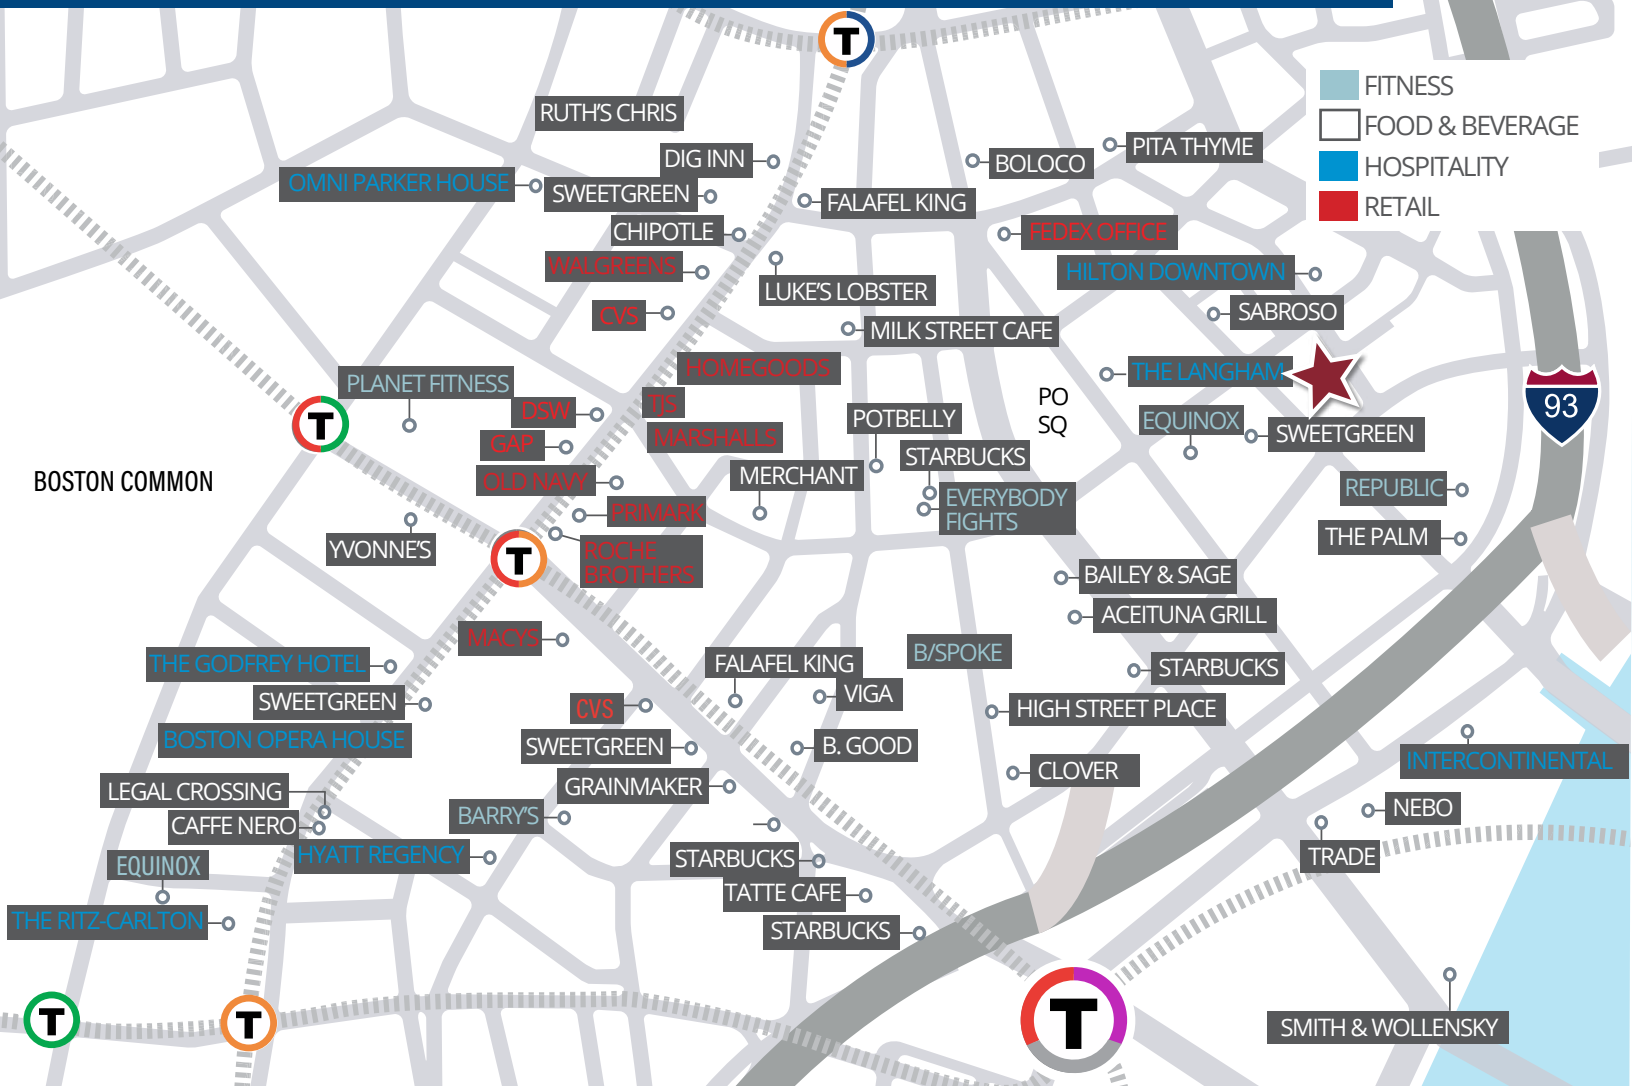 T
FITNESS
FOOD & BEVERAGE
HOSPITALITY
RETAIL
RUTH'S CHRIS
DIG INN
BOLOCO
PITA THYME
OMNI PARKER HOUSE
SWEETGREEN
FALAFEL KING
CHIPOTLE
FEDEX OFFICE
WALGREENS
LUKE'S LOBSTER
HILTON DOWNTOWN
CVS
MILK STREET CAFE
SABROSO
HOMEGOODS
THE LANGHAM
PLANET FITNESS
DSW
TJS
PO
SQ
93
T
GAP
MARSHALLS
POTBELLY
EQUINOX
SWEETGREEN
BOSTON COMMON
OLD NAVY
MERCHANT
STARBUCKS
REPUBLIC
PRIMARK
EVERYBODY
FIGHTS
YVONNE'S
T
ROCHE
BROTHERS
THE PALM
BAILEY & SAGE
ACEITUNA GRILL
MACYS
THE GODFREY HOTEL
FALAFEL KING
B/SPOKE
STARBUCKS
SWEETGREEN
CVS
VIGA
HIGH STREET PLACE
BOSTON OPERA HOUSE
SWEETGREEN
B. GOOD
INTERCONTINENTAL
LEGAL CROSSING
GRAINMAKER
CLOVER
CAFFE NERO
BARRY'S
NEBO
EQUINOX
HYATT REGENCY
STARBUCKS
TRADE
THE RITZ-CARLTON
TATTE CAFE
STARBUCKS
T
T
T
SMITH & WOLLENSKY